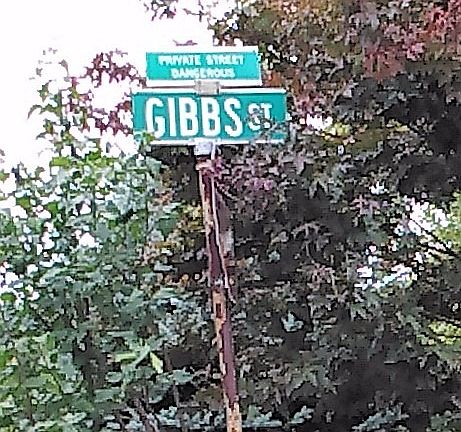 PRIVATE STREET
DANGEROUS
GIBBS ST